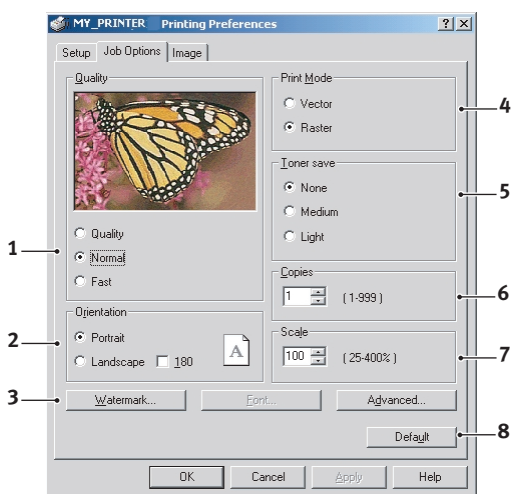 MY_PRINTER Printing Preferences
Setup Job Options Image
Quality
Quality
Normal
Fast
Orientation
Portrait
Landscape 180
A
Print Mode
Vector
Raster
Toner save
None
Medium
Light
Copies
1 ( 1-999 )
Scale
100 ( 25-400% )
Watermark... Font... Advanced...
Default
OK Cancel Apply Help
1
2
3
4
5
6
7
8